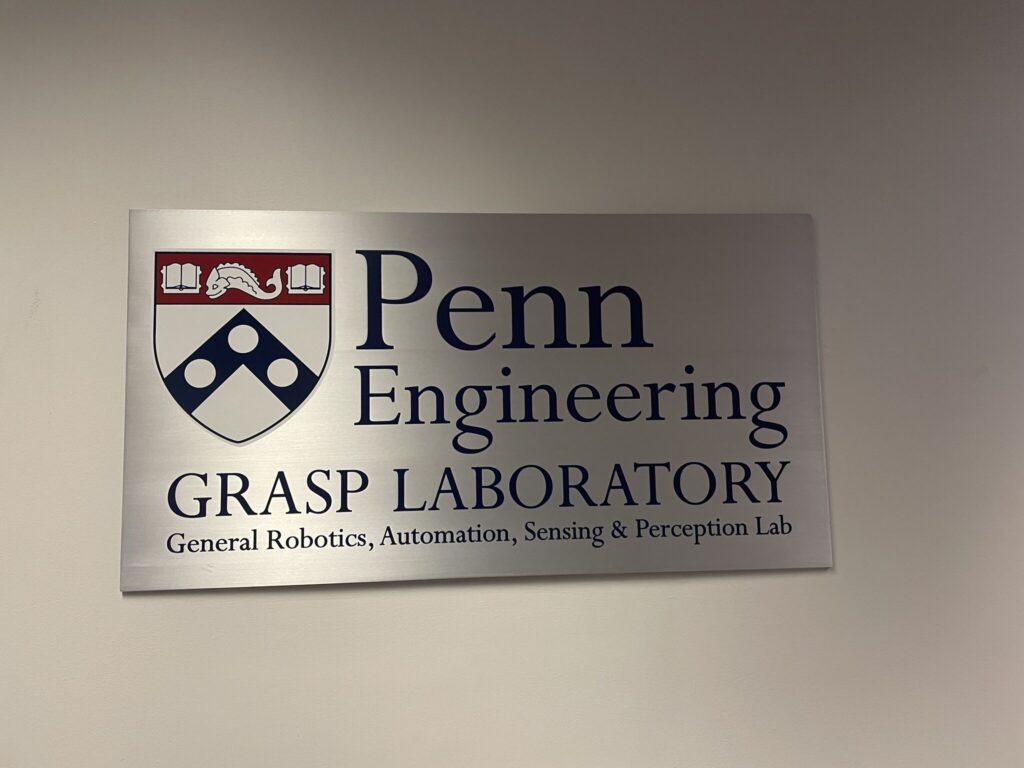 Penn
Engineering
GRASP LABORATORY
General Robotics, Automation, Sensing & Perception Lab